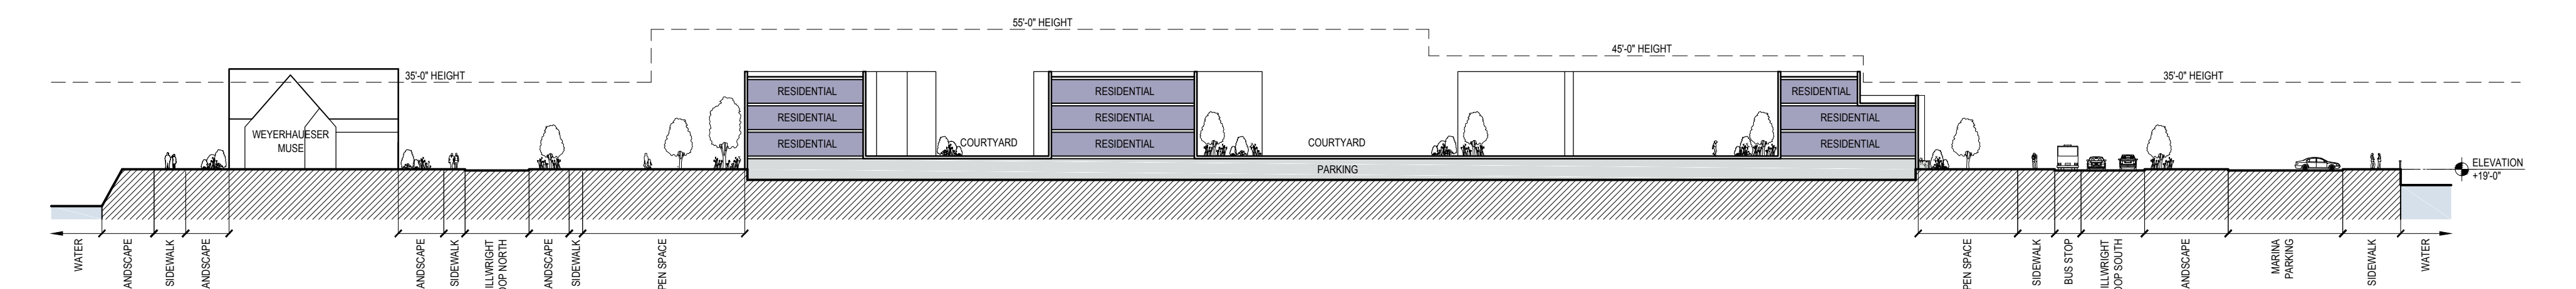 55'-0" HEIGHT
45'-0" HEIGHT
35'-0" HEIGHT
35'-0" HEIGHT
RESIDENTIAL
RESIDENTIAL
RESIDENTIAL
RESIDENTIAL
RESIDENTIAL
RESIDENTIAL
RESIDENTIAL
RESIDENTIAL
RESIDENTIAL
WEYERHAUESER
MUSE
COURTYARD
COURTYARD
PARKING
ELEVATION
+19'-0"
WATER
ANDSCAPE
SIDEWALK
ANDSCAPE
ANDSCAPE
SIDEWALK
ILLWRIGHT
OOP NORTH
ANDSCAPE
SIDEWALK
PEN SPACE
PEN SPACE
SIDEWALK
BUS STOP
ILLWRIGHT
OOP SOUTH
ANDSCAPE
MARINA
PARKING
SIDEWALK
WATER